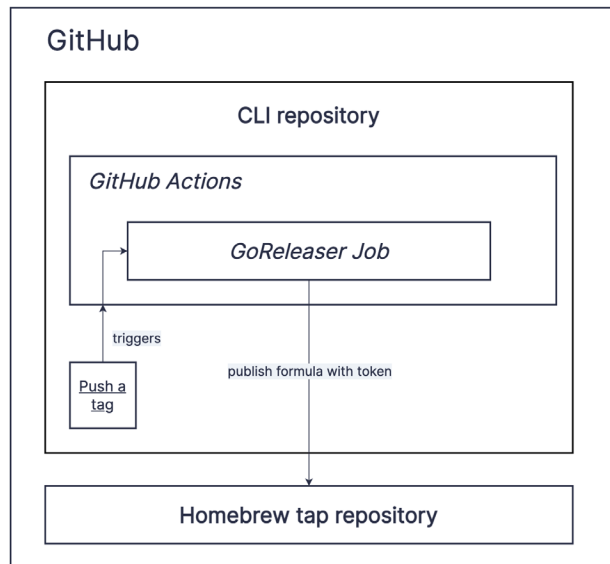 GitHub
CLI repository
GitHub Actions
GoReleaser Job
triggers
Push a
tag
publish formula with token
Homebrew tap repository